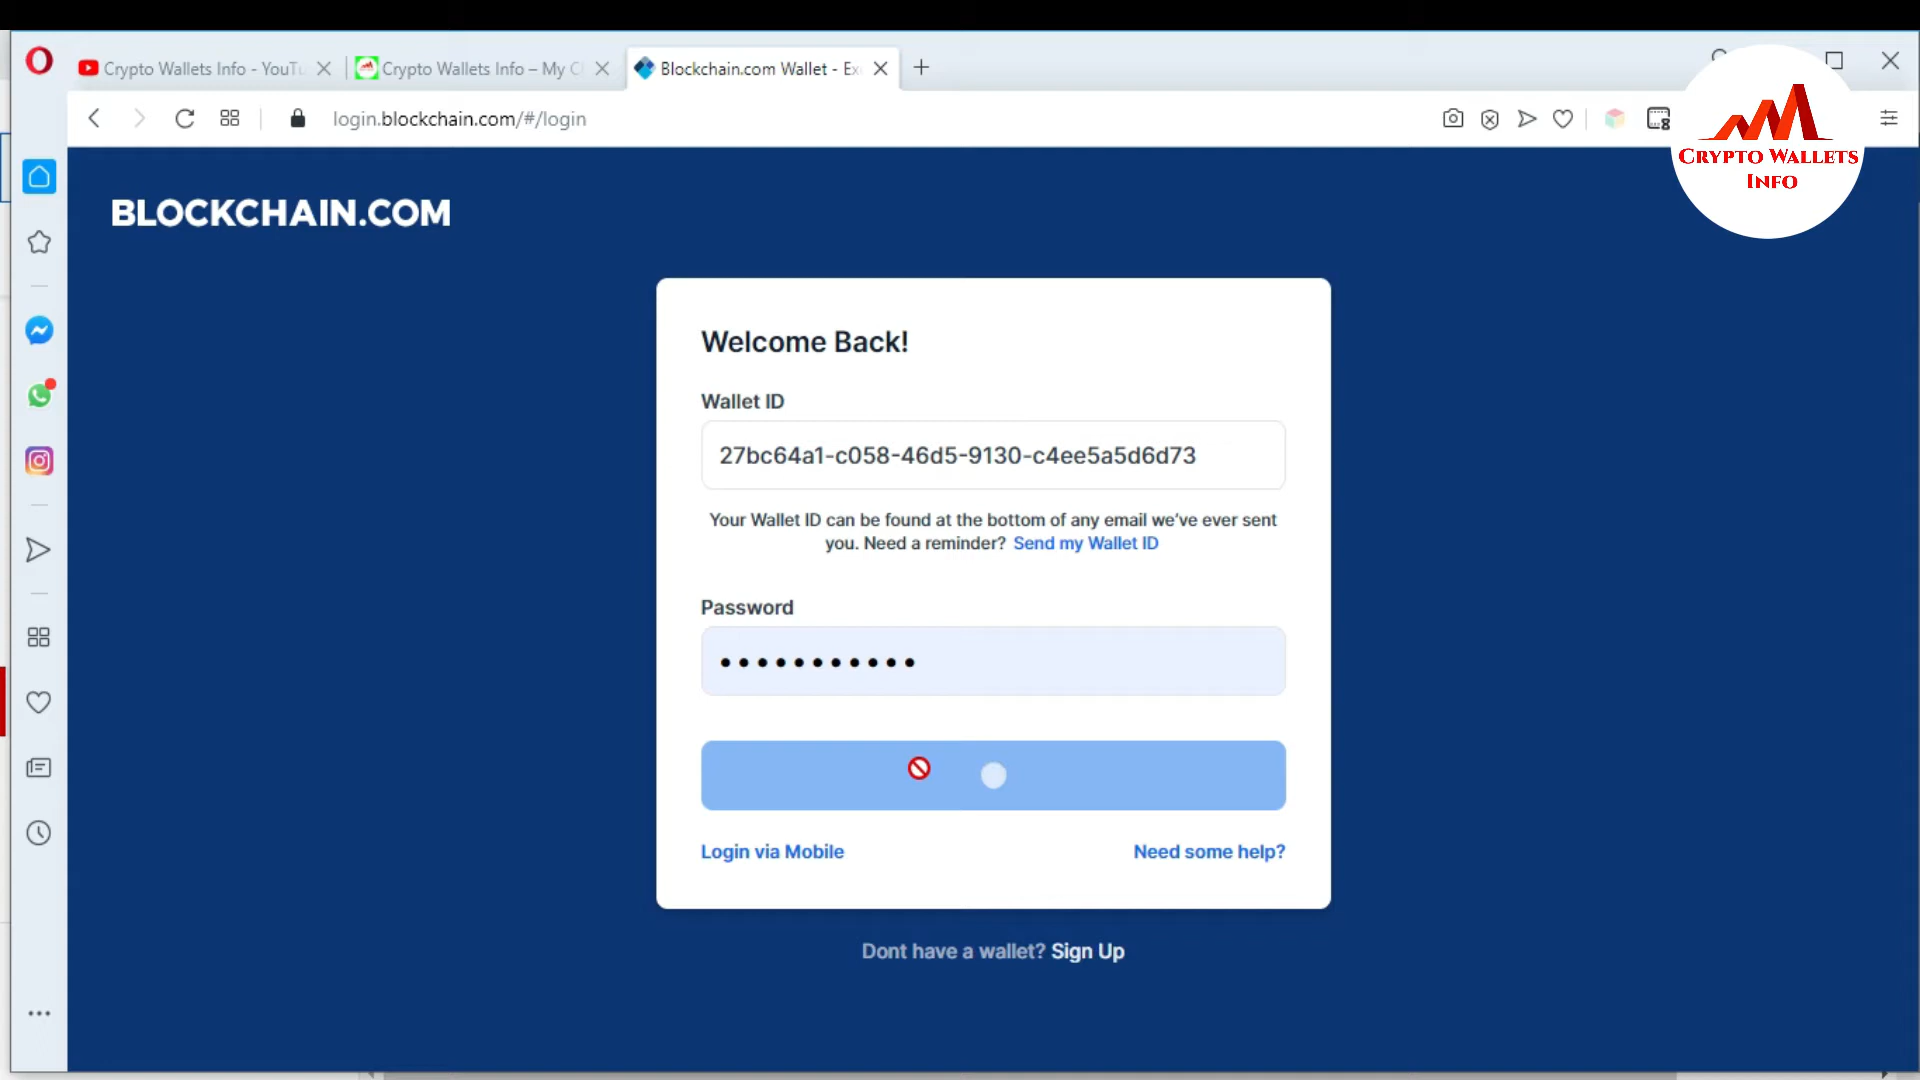 Crypto Wallets Info - YouTu
Crypto Wallets Info – My C
Blockchain.com Wallet - Ex
login.blockchain.com/#/login
CRYPTO WALLETS
INFO
BLOCKCHAIN.COM
Welcome Back!
Wallet ID
27bc64a1-c058-46d5-9130-c4ee5a5d6d73
Your Wallet ID can be found at the bottom of any email we've ever sent
you. Need a reminder? Send my Wallet ID
Password
Login via Mobile
Need some help?
Dont have a wallet? Sign Up